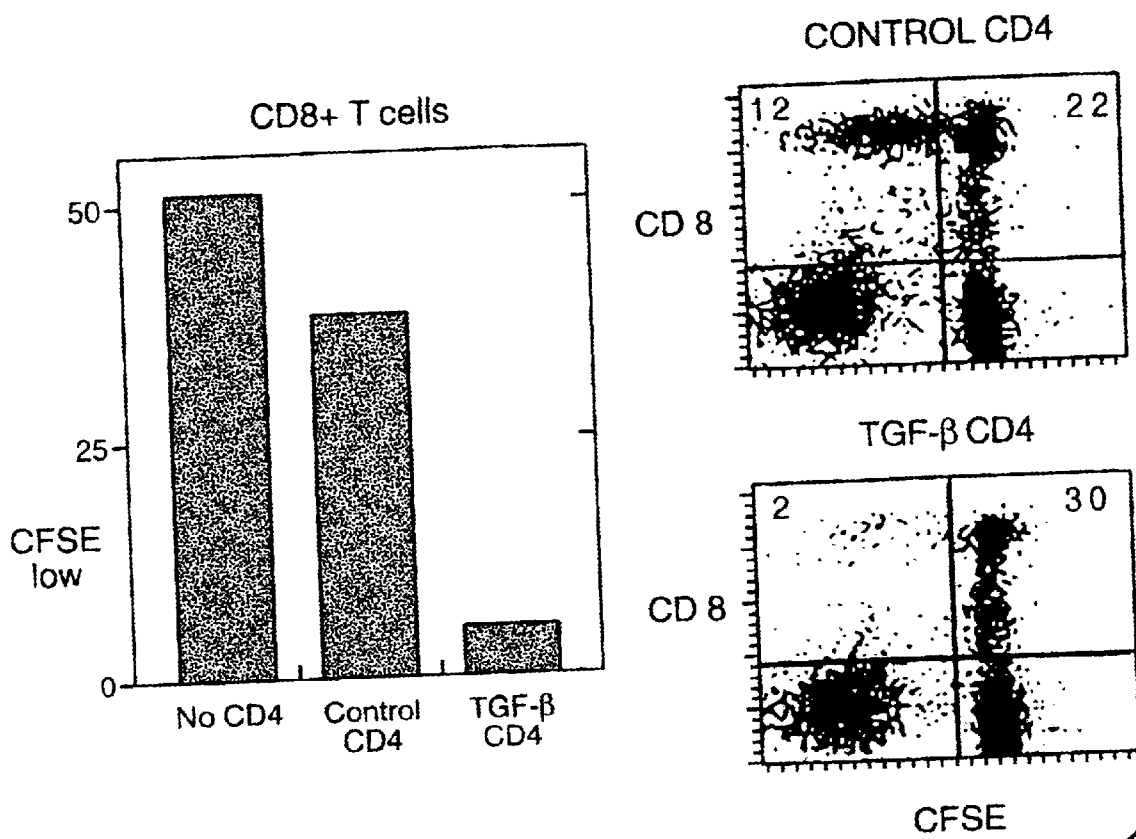 CD8+ T cells
50
25
0
CFSE
low
No CD4
Control
CD4
TGF-β
CD4
CONTROL CD4
12
22
CD 8
TGF-β CD4
2
30
CD 8
CFSE